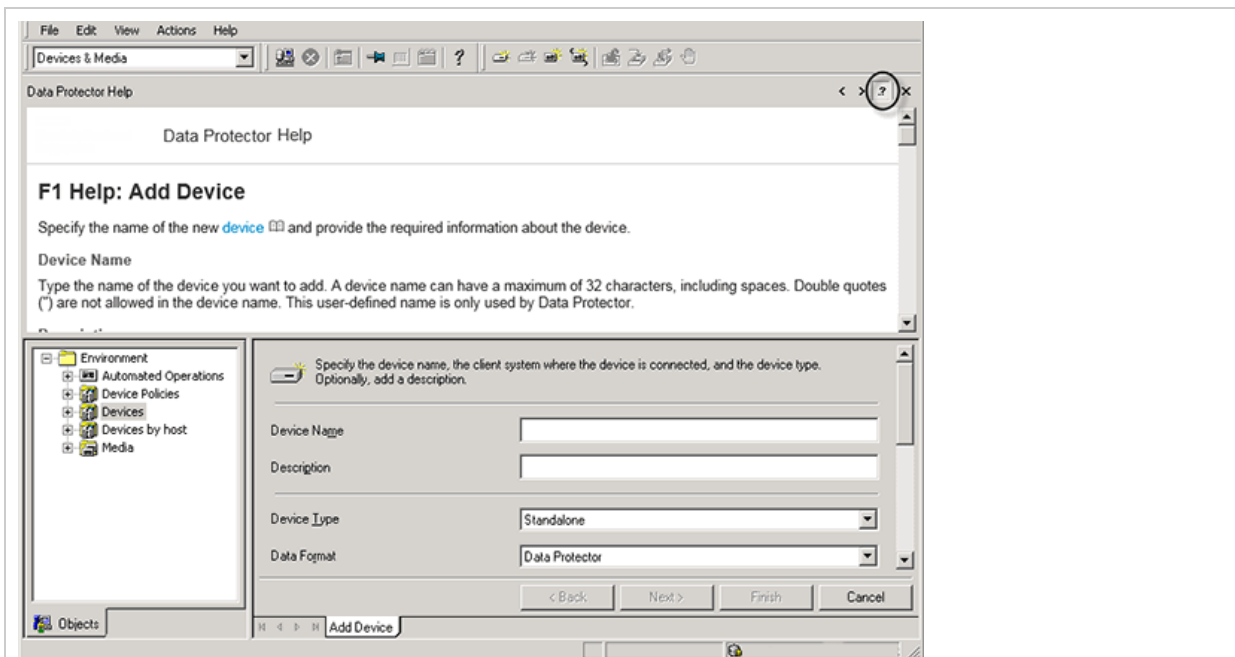 File Edit View Actions Help
Devices & Media
?
Data Protector Help < > ? ×
Data Protector Help
F1 Help: Add Device
Specify the name of the new device and provide the required information about the device.
Device Name
Type the name of the device you want to add. A device name can have a maximum of 32 characters, including spaces. Double quotes
(") are not allowed in the device name. This user-defined name is only used by Data Protector.
Environment
Automated Operations
Device Policies
Devices
Devices by host
Media
Objects
Specify the device name, the client system where the device is connected, and the device type.
Optionally, add a description.
Device Name
Description
Device Type Standalone
Data Format Data Protector
< Back Next > Finish Cancel
Add Device